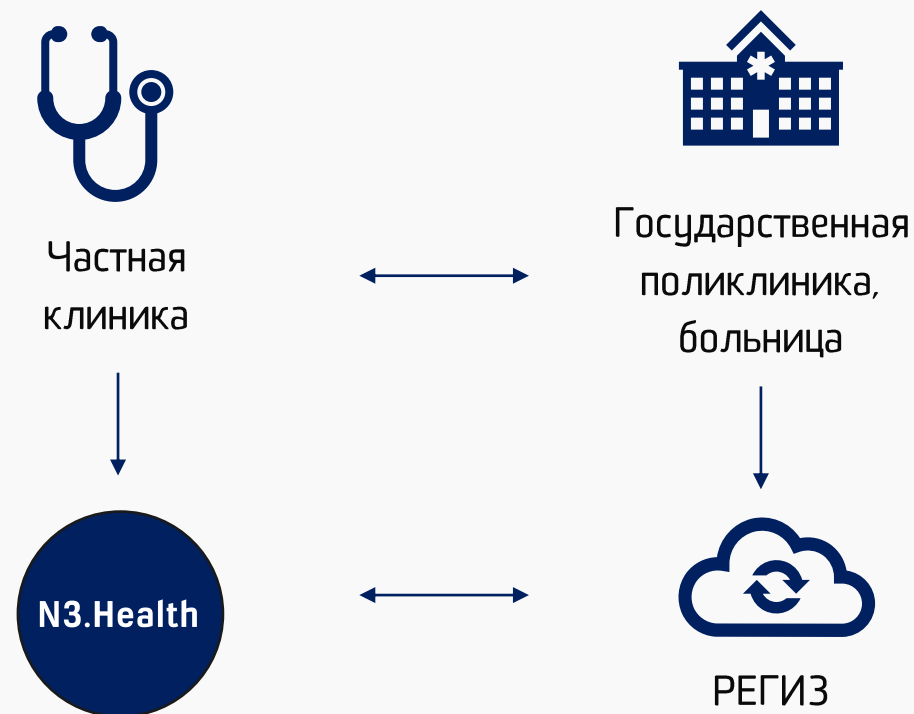 Частная
клиника
Государственная
поликлиника,
больница
N3.Health
РЕГИЗ